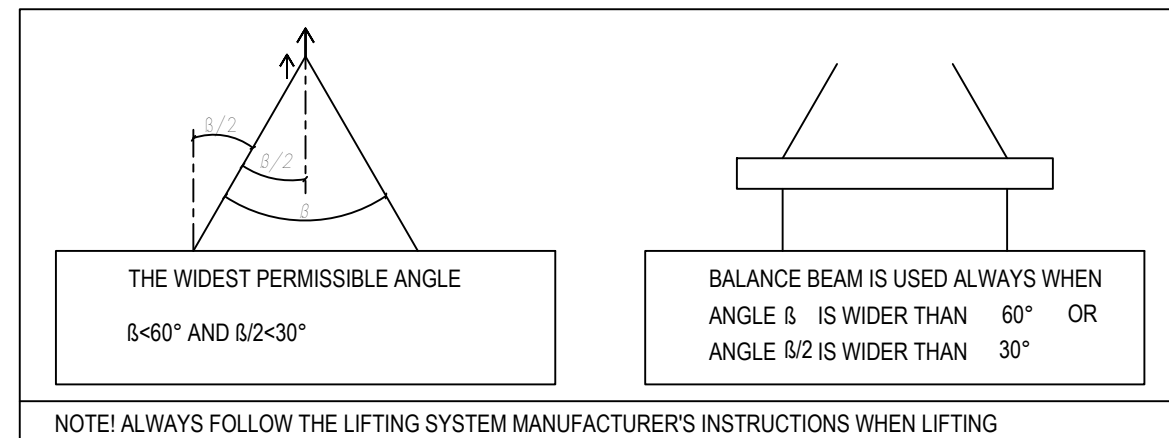 ß/2
ß/2
ß
THE WIDEST PERMISSIBLE ANGLE
ß<60° AND ß/2<30°
BALANCE BEAM IS USED ALWAYS WHEN
ANGLE ß IS WIDER THAN 60° OR
ANGLE ß/2 IS WIDER THAN 30°
NOTE! ALWAYS FOLLOW THE LIFTING SYSTEM MANUFACTURER'S INSTRUCTIONS WHEN LIFTING